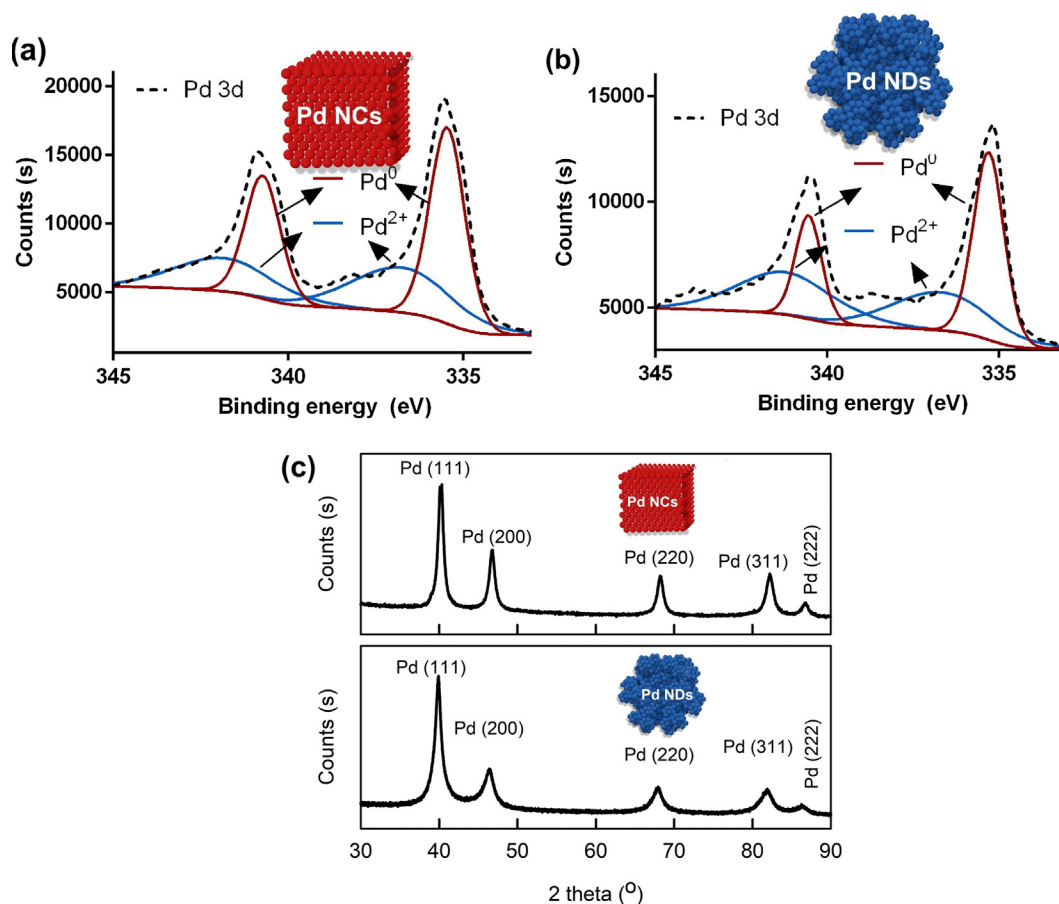 (a)
20000
15000
10000
5000
Counts (s)
Pd 3d
Pd NCs
Pd⁰
Pd²⁺
345
340
335
Binding energy (eV)
(b)
15000
10000
5000
Counts (s)
Pd 3d
Pd NDs
Pd⁰
Pd²⁺
345
340
335
Binding energy (eV)
(c)
Counts (s)
Pd (111)
Pd (200)
Pd NCs
Pd (220)
Pd (311)
Pd (222)
Counts (s)
Pd (111)
Pd (200)
Pd NDs
Pd (220)
Pd (311)
Pd (222)
30 40 50 60 70 80 90
2 theta (⁰)